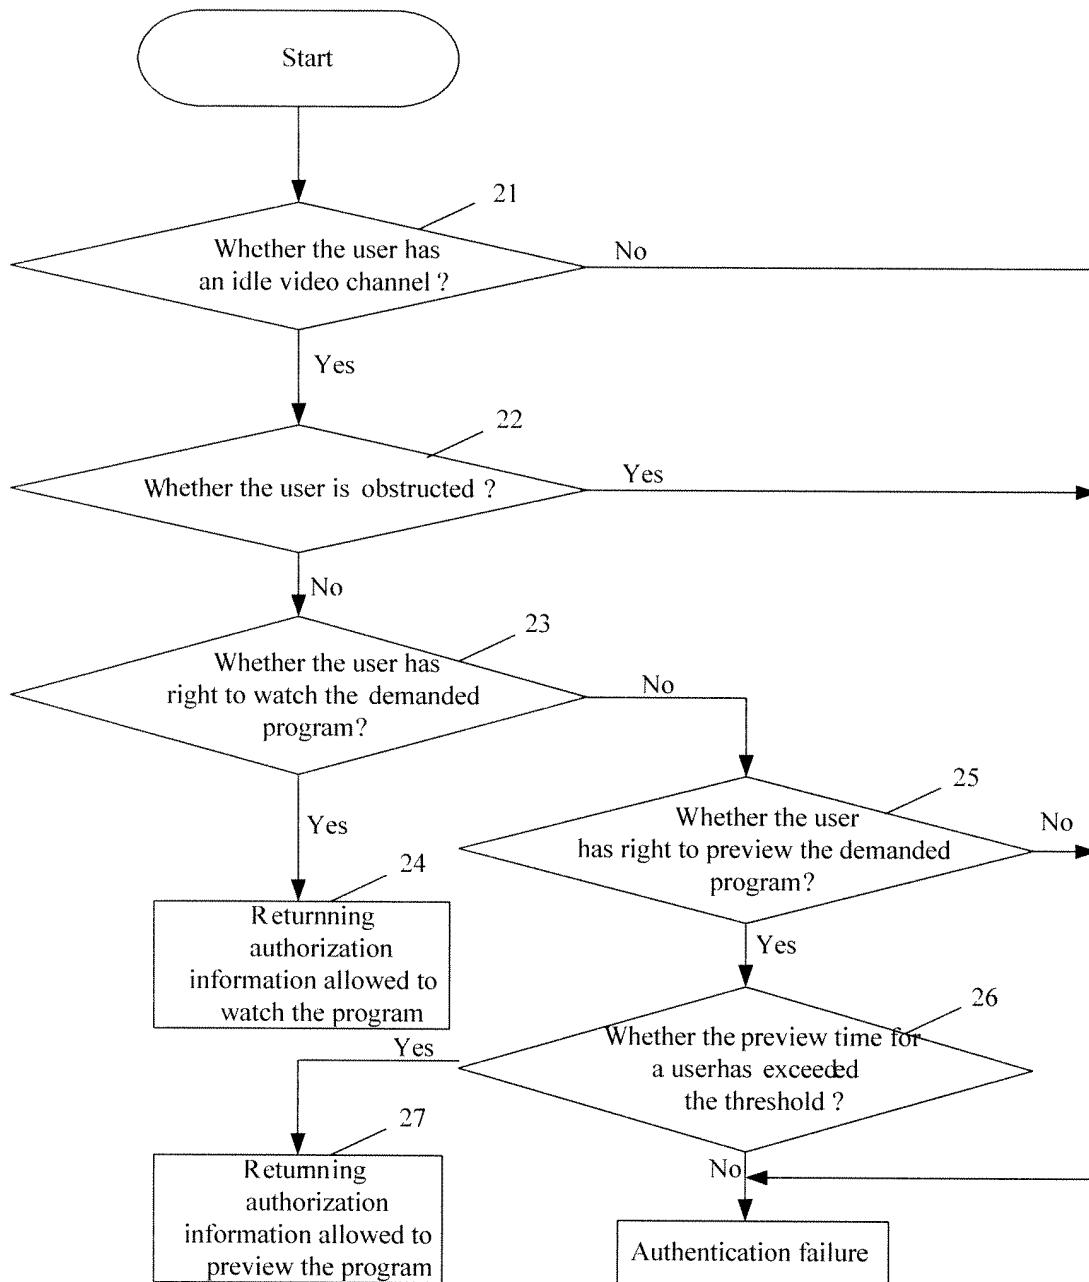 Start
21
Whether the user has
an idle video channel ?
No
Yes
22
Whether the user is obstructed ?
Yes
No
23
Whether the user has
right to watch the demanded
program?
No
Yes
25
Whether the user
has right to preview the demanded
program?
No
Yes
24
Returnning
authorization
information allowed to
watch the program
26
Whether the preview time for
a userhas exceeded
the threshold ?
Yes
No
27
Returnning
authorization
information allowed to
preview the program
Authentication failure